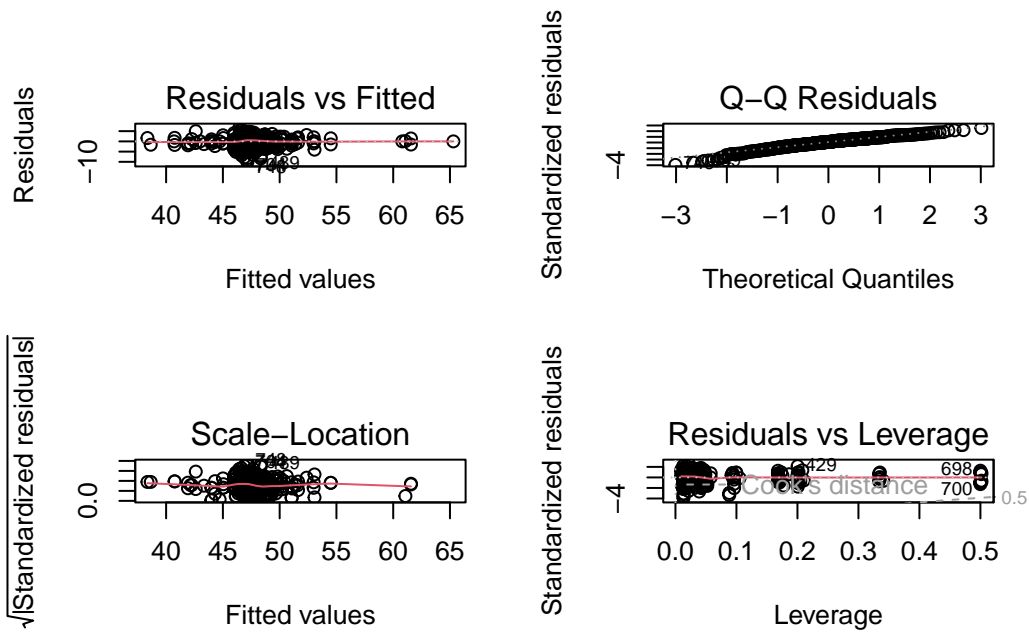 Residuals vs Fitted
Residuals
−10
40 45 50 55 60 65
Fitted values
Q−Q Residuals
Standardized residuals
−4
−3 −1 0 1 2 3
Theoretical Quantiles
Scale−Location
√|Standardized residuals|
0.0
40 45 50 55 60 65
Fitted values
Residuals vs Leverage
Standardized residuals
−4
429
698
700
Cook's distance
0.5
0.0 0.1 0.2 0.3 0.4 0.5
Leverage